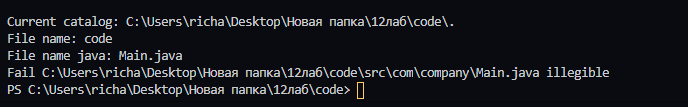 Current catalog: C:\Users\richa\Desktop\Новая папка\12лаб\code\.
File name: code
File name java: Main.java
Fail C:\Users\richa\Desktop\Новая папка\12лаб\code\src\com\company\Main.java illegible
PS C:\Users\richa\Desktop\Новая папка\12лаб\code>